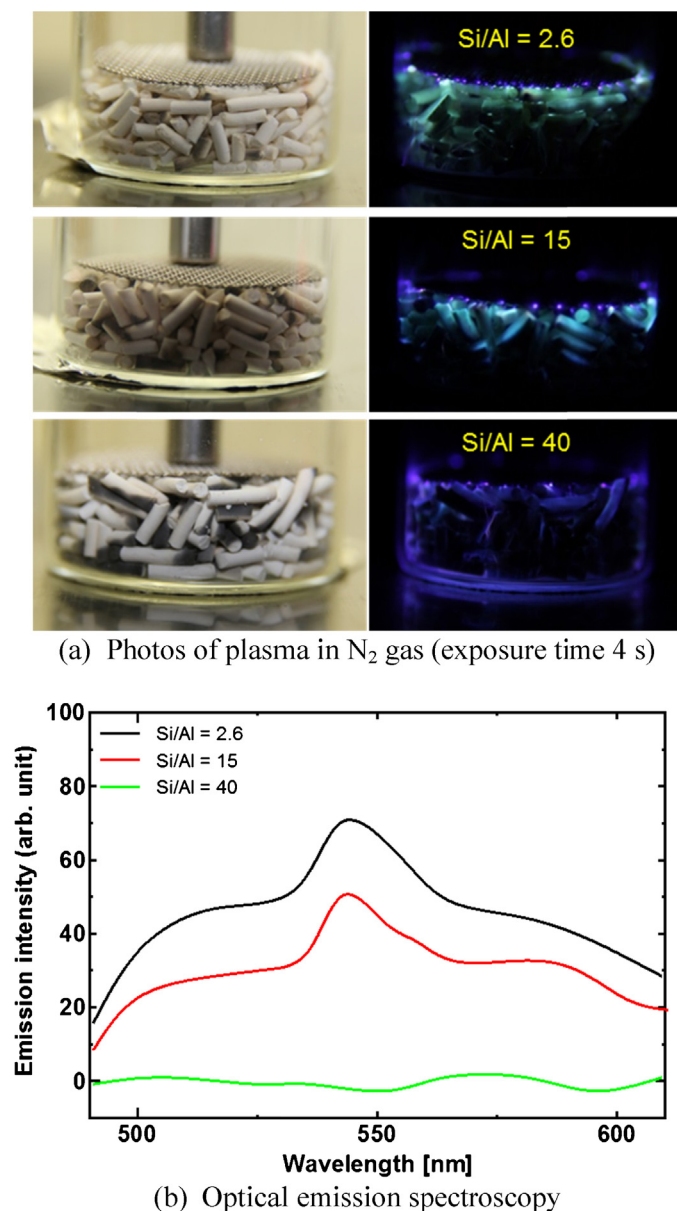 Si/Al = 2.6
Si/Al = 15
Si/Al = 40
(a) Photos of plasma in N₂ gas (exposure time 4 s)
100
80
60
40
20
0
Emission intensity (arb. unit)
Si/Al = 2.6
Si/Al = 15
Si/Al = 40
500 550 600
Wavelength [nm]
(b) Optical emission spectroscopy